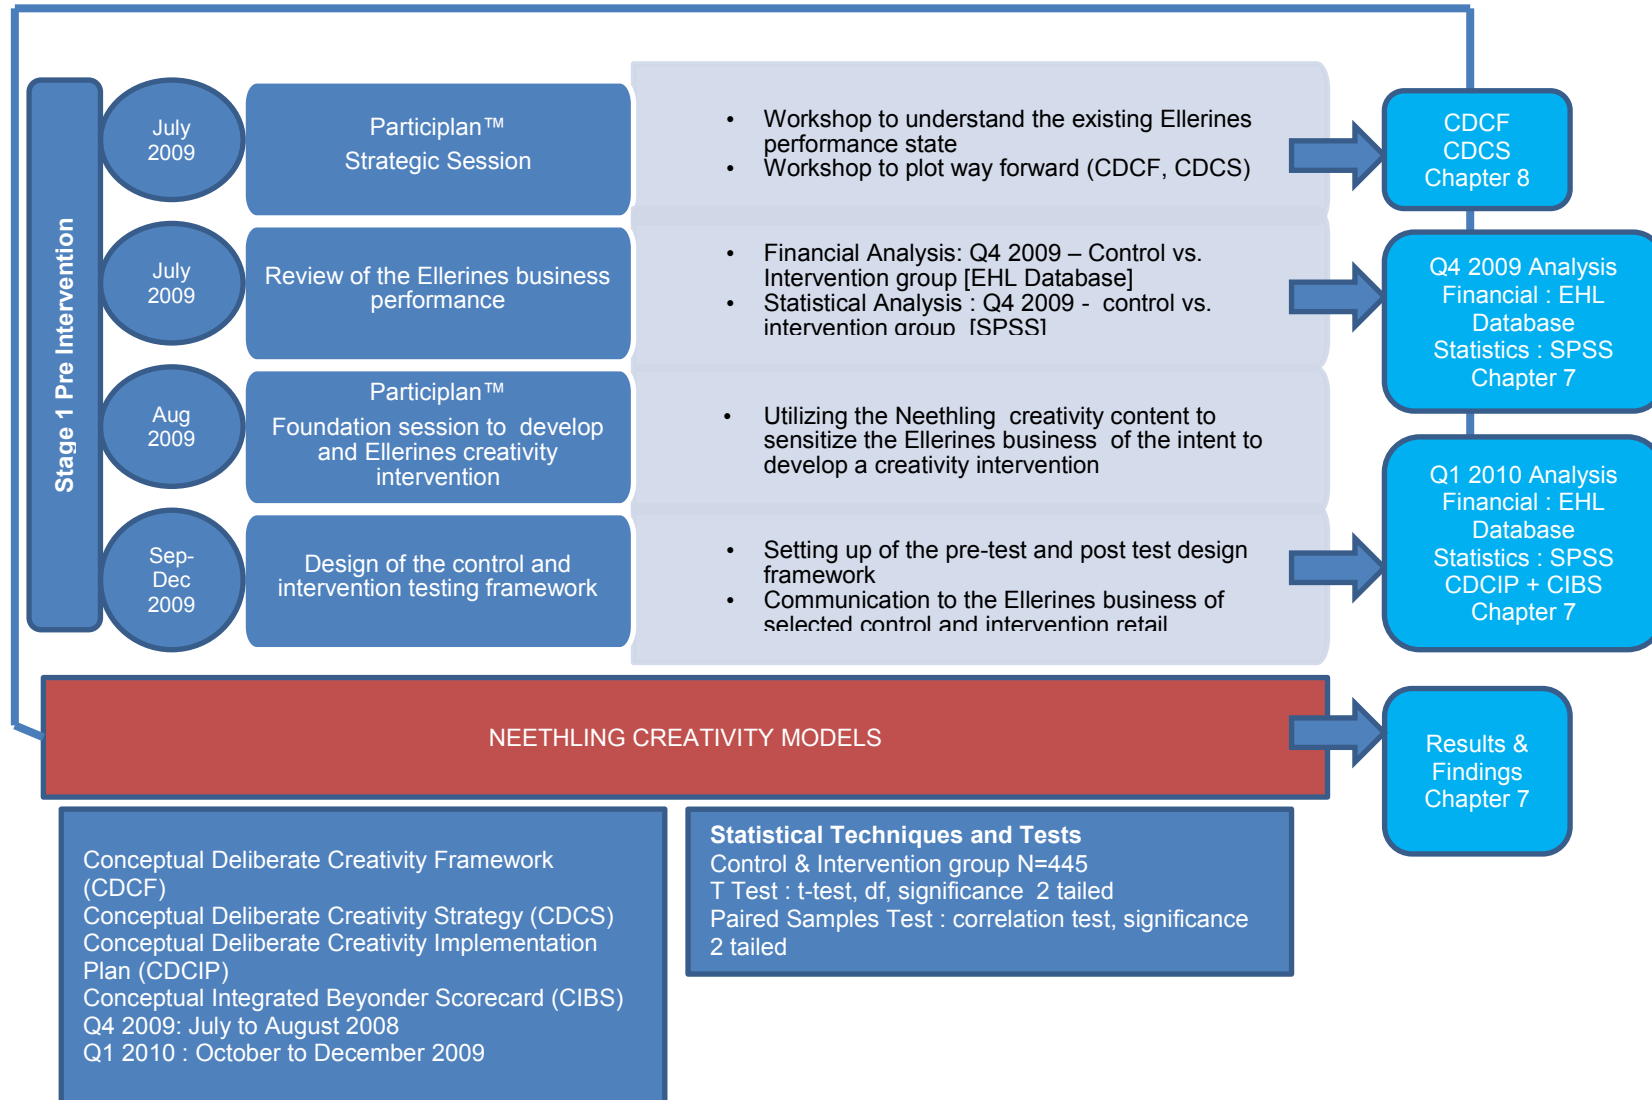 Stage 1 Pre Intervention
July
2009
Participlan™
Strategic Session
• Workshop to understand the existing Ellerines
performance state
• Workshop to plot way forward (CDCF, CDCS)
CDCF
CDCS
Chapter 8
July
2009
Review of the Ellerines business
performance
• Financial Analysis: Q4 2009 – Control vs.
Intervention group [EHL Database]
• Statistical Analysis : Q4 2009 - control vs.
intervention group [SPSS]
Q4 2009 Analysis
Financial : EHL
Database
Statistics : SPSS
Chapter 7
Aug
2009
Participlan™
Foundation session to develop
and Ellerines creativity
intervention
• Utilizing the Neethling creativity content to
sensitize the Ellerines business of the intent to
develop a creativity intervention
Sep-
Dec
2009
Design of the control and
intervention testing framework
• Setting up of the pre-test and post test design
framework
• Communication to the Ellerines business of
selected control and intervention retail
Q1 2010 Analysis
Financial : EHL
Database
Statistics : SPSS
CDCIP + CIBS
Chapter 7
NEETHLING CREATIVITY MODELS
Results &
Findings
Chapter 7
Conceptual Deliberate Creativity Framework
(CDCF)
Conceptual Deliberate Creativity Strategy (CDCS)
Conceptual Deliberate Creativity Implementation
Plan (CDCIP)
Conceptual Integrated Beyonder Scorecard (CIBS)
Q4 2009: July to August 2008
Q1 2010 : October to December 2009
Statistical Techniques and Tests
Control & Intervention group N=445
T Test : t-test, df, significance 2 tailed
Paired Samples Test : correlation test, significance
2 tailed